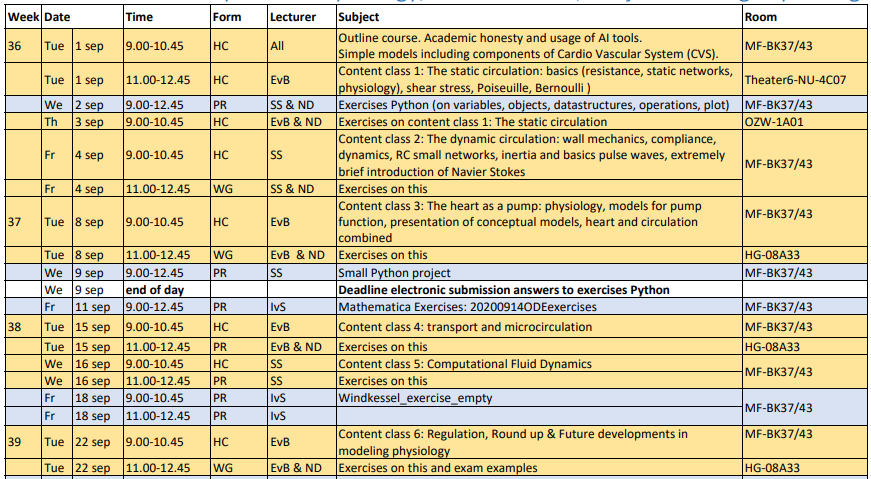 Week Date Time Form Lecturer Subject Room
36 Tue 1 sep 9.00-10.45 HC All Outline course. Academic honesty and usage of AI tools.
Simple models including components of Cardio Vascular System (CVS). MF-BK37/43
Tue 1 sep 11.00-12.45 HC EvB Content class 1: The static circulation: basics (resistance, static networks,
physiology), shear stress, Poiseuille, Bernoulli ) Theater6-NU-4C07
We 2 sep 9.00-12.45 PR SS & ND Exercises Python (on variables, objects, datastructures, operations, plot) MF-BK37/43
Th 3 sep 9.00-10.45 HC EvB & ND Exercises on content class 1: The static circulation OZW-1A01
Fr 4 sep 9.00-10.45 HC SS Content class 2: The dynamic circulation: wall mechanics, compliance,
dynamics, RC small networks, inertia and basics pulse waves, extremely
brief introduction of Navier Stokes MF-BK37/43
Fr 4 sep 11.00-12.45 WG SS & ND Exercises on this
37 Tue 8 sep 9.00-10.45 HC EvB Content class 3: The heart as a pump: physiology, models for pump
function, presentation of conceptual models, heart and circulation
combined MF-BK37/43
Tue 8 sep 11.00-12.45 WG EvB & ND Exercises on this HG-08A33
We 9 sep 9.00-12.45 PR SS Small Python project MF-BK37/43
We 9 sep end of day Deadline electronic submission answers to exercises Python
Fr 11 sep 9.00-12.45 PR IvS Mathematica Exercises: 20200914ODEexercises MF-BK37/43
38 Tue 15 sep 9.00-10.45 HC EvB Content class 4: transport and microcirculation MF-BK37/43
Tue 15 sep 11.00-12.45 PR EvB & ND Exercises on this HG-08A33
We 16 sep 9.00-10.45 HC SS Content class 5: Computational Fluid Dynamics MF-BK37/43
We 16 sep 11.00-12.45 PR SS Exercises on this
Fr 18 sep 9.00-10.45 PR IvS Windkessel_exercise_empty MF-BK37/43
Fr 18 sep 11.00-12.45 PR IvS
39 Tue 22 sep 9.00-10.45 HC EvB Content class 6: Regulation, Round up & Future developments in
modeling physiology MF-BK37/43
Tue 22 sep 11.00-12.45 WG EvB & ND Exercises on this and exam examples HG-08A33